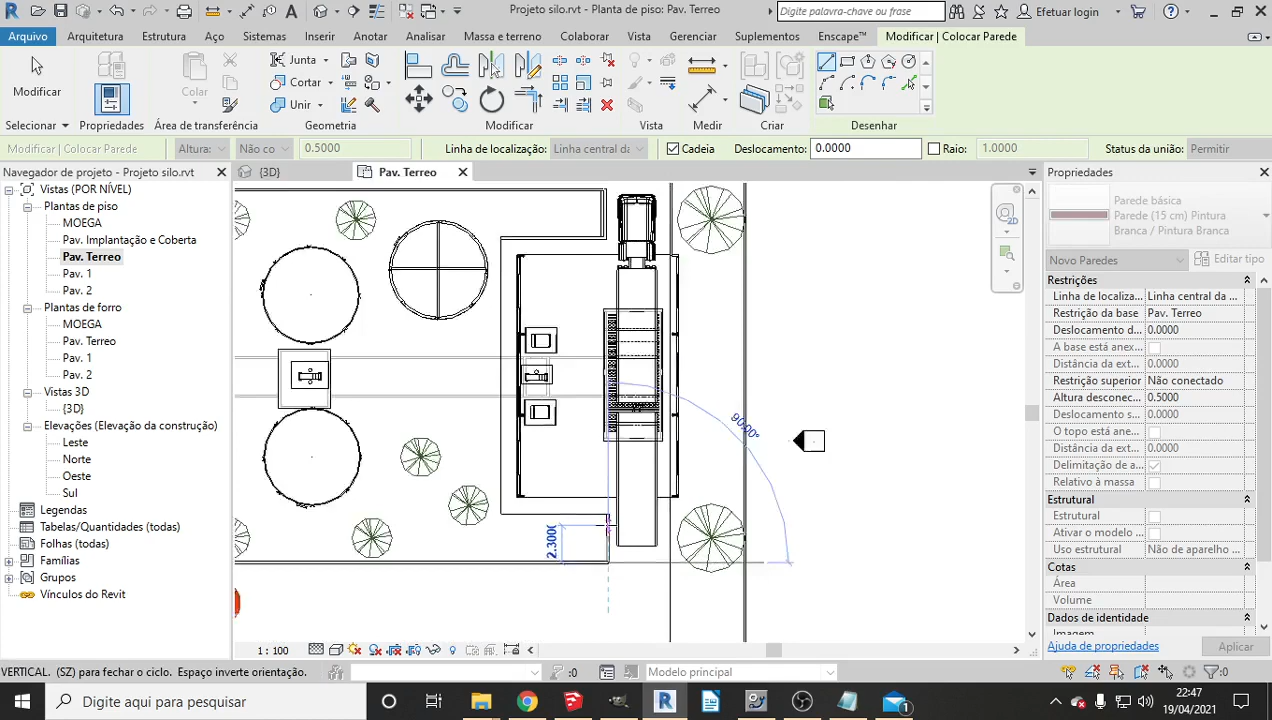 Projeto silo.rvt - Planta de piso: Pav. Terreo
Digite palavra-chave ou frase
Efetuar login
Arquivo
Arquitetura
Estrutura
Aço
Sistemas
Inserir
Anotar
Analisar
Massa e terreno
Colaborar
Vista
Gerenciar
Suplementos
Enscape™
Modificar | Colocar Parede
Modificar
Colar
Junta
Cortar
Unir
Selecionar
Propriedades
Área de transferência
Geometria
Modificar
Vista
Medir
Criar
Desenhar
Modificar | Colocar Parede
Altura:
Não co
0.5000
Linha de localização:
Linha central da
Cadeia
Deslocamento:
0.0000
Raio:
1.0000
Status da união:
Permitir
Navegador de projeto - Projeto silo.rvt
{3D}
Pav. Terreo
Propriedades
Vistas (POR NÍVEL)
Plantas de piso
MOEGA
Pav. Implantação e Coberta
Pav. Terreo
Pav. 1
Pav. 2
Plantas de forro
MOEGA
Pav. Terreo
Pav. 1
Pav. 2
Vistas 3D
{3D}
Elevações (Elevação da construção)
Leste
Norte
Oeste
Sul
Legendas
Tabelas/Quantidades (todas)
Folhas (todas)
Famílias
Grupos
Vínculos do Revit
90.00°
2.3000
2D
Parede básica
Parede (15 cm) Pintura
Branca / Pintura Branca
Novo Paredes
Editar tipo
Restrições
Linha de localiza... Linha central da ...
Restrição da base Pav. Terreo
Deslocamento d... 0.0000
A base está anex...
Distância da ext... 0.0000
Restrição superior Não conectado
Altura desconec... 0.5000
Deslocamento s... 0.0000
O topo está anex...
Distância da ext... 0.0000
Delimitação de a...
Relativo à massa
Estrutural
Estrutural
Ativar o modelo ...
Uso estrutural Não de aparelho ...
Cotas
Área
Volume
Dados de identidade
Imagem
Ajuda de propriedades
Aplicar
1 : 100
VERTICAL. (SZ) para fechar o ciclo. Espaço inverte orientação.
:0
Modelo principal
:0
Digite aqui para pesquisar
1
22:47
19/04/2021